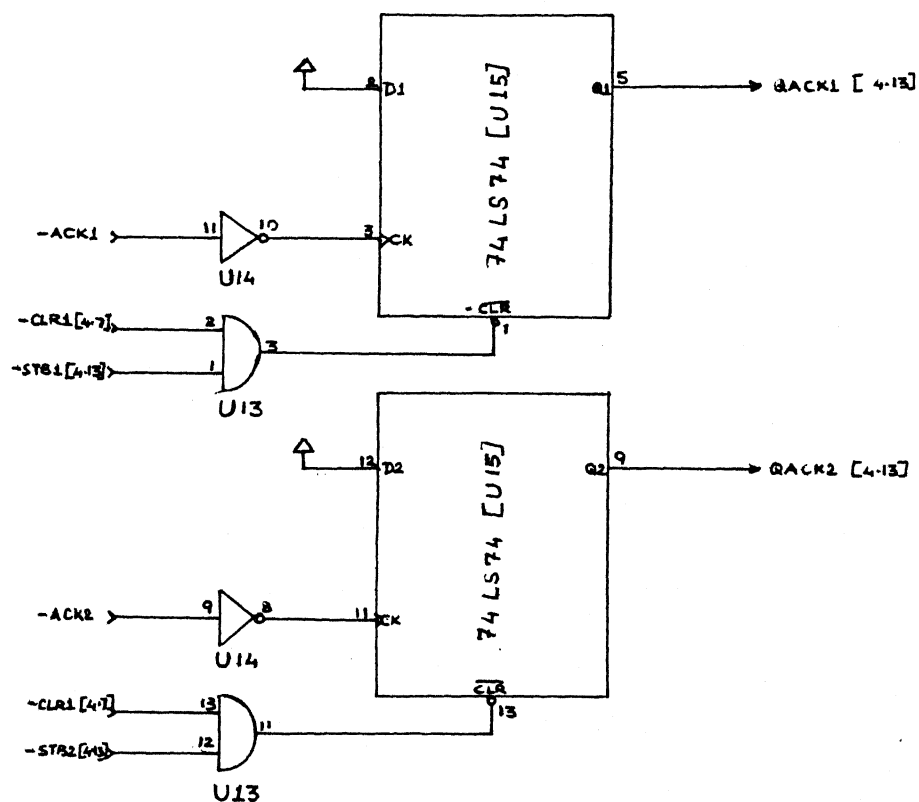 2 D1
74LS74 [U15]
Q1 5
QACK1 [4.13]
-ACK1
11 10
U14
3 CK
-CLR1[4.7]
2
-STB1[4.13]
1
3
U13
-CLR
1
12 D2
74LS74 [U15]
Q2 9
QACK2 [4.13]
-ACK2
9 8
U14
11 CK
-CLR1[4.7]
13
-STB2[4.13]
12
11
U13
CLR
13